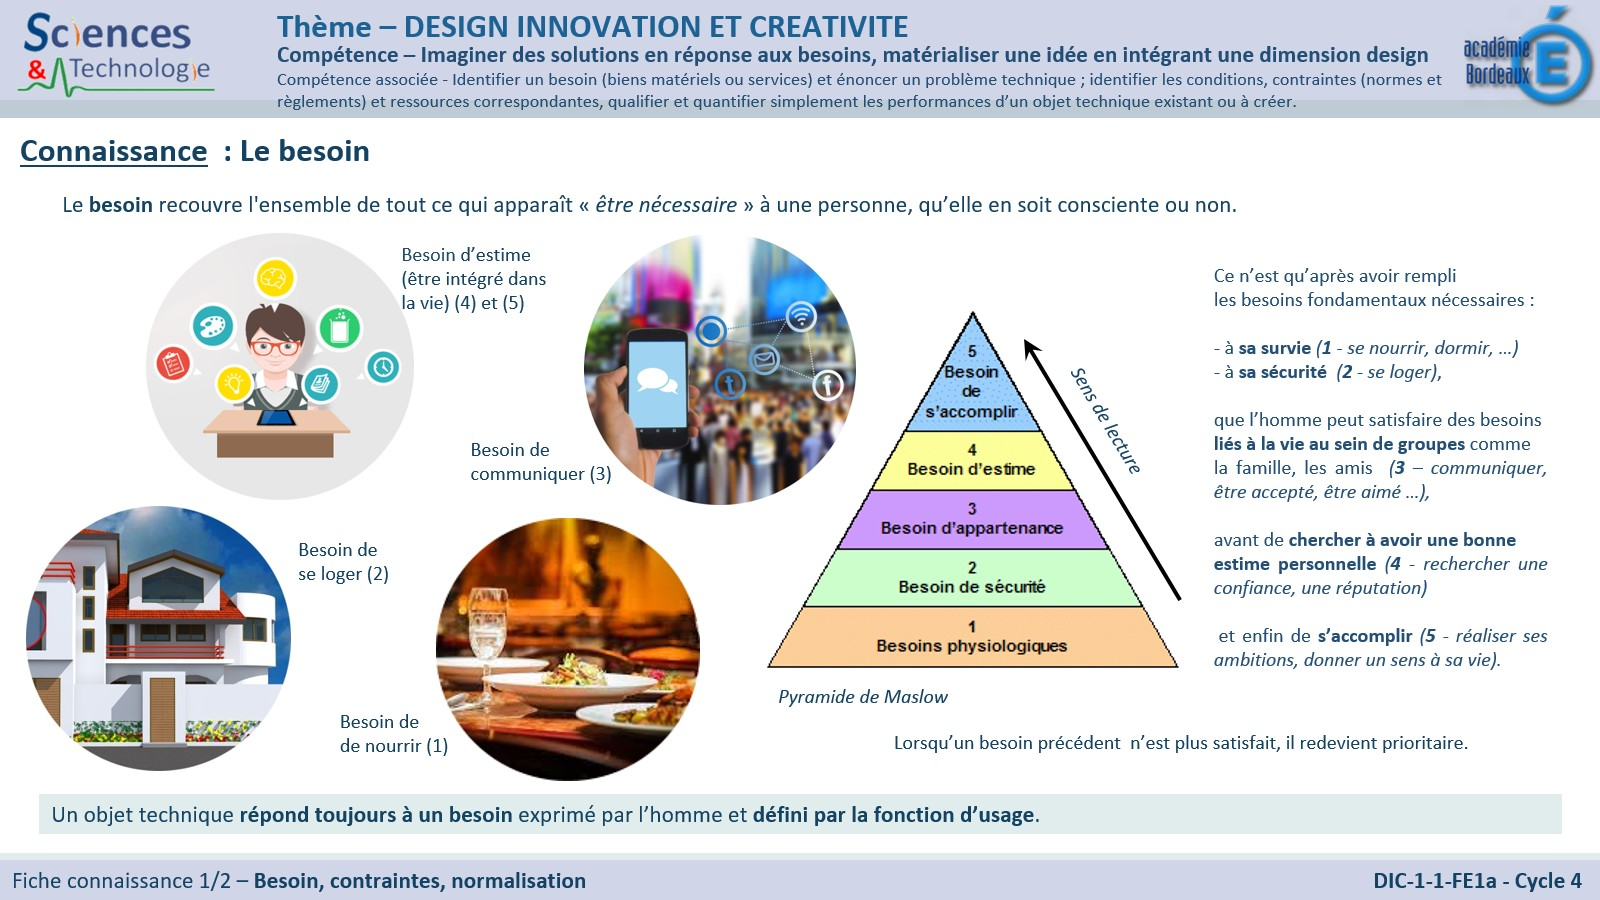 Sciences
& Technologie
Thème – DESIGN INNOVATION ET CREATIVITE
Compétence – Imaginer des solutions en réponse aux besoins, matérialiser une idée en intégrant une dimension design
Compétence associée - Identifier un besoin (biens matériels ou services) et énoncer un problème technique ; identifier les conditions, contraintes (normes et
règlements) et ressources correspondantes, qualifier et quantifier simplement les performances d’un objet technique existant ou à créer.
académie
Bordeaux
É
Connaissance : Le besoin
Le besoin recouvre l'ensemble de tout ce qui apparaît « être nécessaire » à une personne, qu’elle en soit consciente ou non.
Besoin d’estime
(être intégré dans
la vie) (4) et (5)
Besoin de
communiquer (3)
t
f
Besoin de
se loger (2)
Besoin de
de nourrir (1)
5
Besoin
de
s’accomplir
4
Besoin d’estime
3
Besoin d’appartenance
2
Besoin de sécurité
1
Besoins physiologiques
Sens de lecture
Pyramide de Maslow
Ce n’est qu’après avoir rempli
les besoins fondamentaux nécessaires :
- à sa survie (1 - se nourrir, dormir, …)
- à sa sécurité (2 - se loger),
que l’homme peut satisfaire des besoins
liés à la vie au sein de groupes comme
la famille, les amis (3 – communiquer,
être accepté, être aimé …),
avant de chercher à avoir une bonne
estime personnelle (4 - rechercher une
confiance, une réputation)
et enfin de s’accomplir (5 - réaliser ses
ambitions, donner un sens à sa vie).
Lorsqu’un besoin précédent n’est plus satisfait, il redevient prioritaire.
Un objet technique répond toujours à un besoin exprimé par l’homme et défini par la fonction d’usage.
Fiche connaissance 1/2 – Besoin, contraintes, normalisation
DIC-1-1-FE1a - Cycle 4